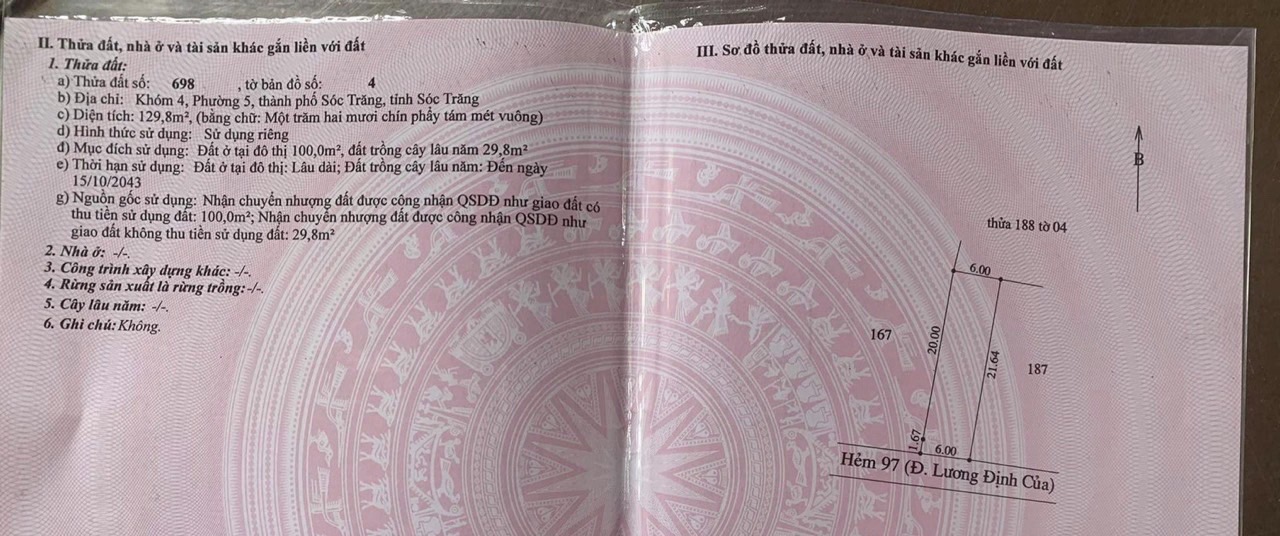 II. Thửa đất, nhà ở và tài sản khác gắn liền với đất
1. Thửa đất:
a) Thửa đất số: 698 , tờ bản đồ số: 4
b) Địa chỉ: Khóm 4, Phường 5, thành phố Sóc Trăng, tỉnh Sóc Trăng
c) Diện tích: 129,8m², (bằng chữ: Một trăm hai mươi chín phẩy tám mét vuông)
d) Hình thức sử dụng: Sử dụng riêng
đ) Mục đích sử dụng: Đất ở tại đô thị 100,0m², đất trồng cây lâu năm 29,8m²
e) Thời hạn sử dụng: Đất ở tại đô thị: Lâu dài; Đất trồng cây lâu năm: Đến ngày
15/10/2043
g) Nguồn gốc sử dụng: Nhận chuyển nhượng đất được công nhận QSDĐ như giao đất có
thu tiền sử dụng đất: 100,0m²; Nhận chuyển nhượng đất được công nhận QSDĐ như
giao đất không thu tiền sử dụng đất: 29,8m²
2. Nhà ở: -/-.
3. Công trình xây dựng khác: -/-.
4. Rừng sản xuất là rừng trồng: -/-.
5. Cây lâu năm: -/-.
6. Ghi chú: Không.
III. Sơ đồ thửa đất, nhà ở và tài sản khác gắn liền với đất
B
thửa 188 tờ 04
6.00
167
20.00
21.64
187
1.67
6.00
Hẻm 97 (Đ. Lương Định Của)